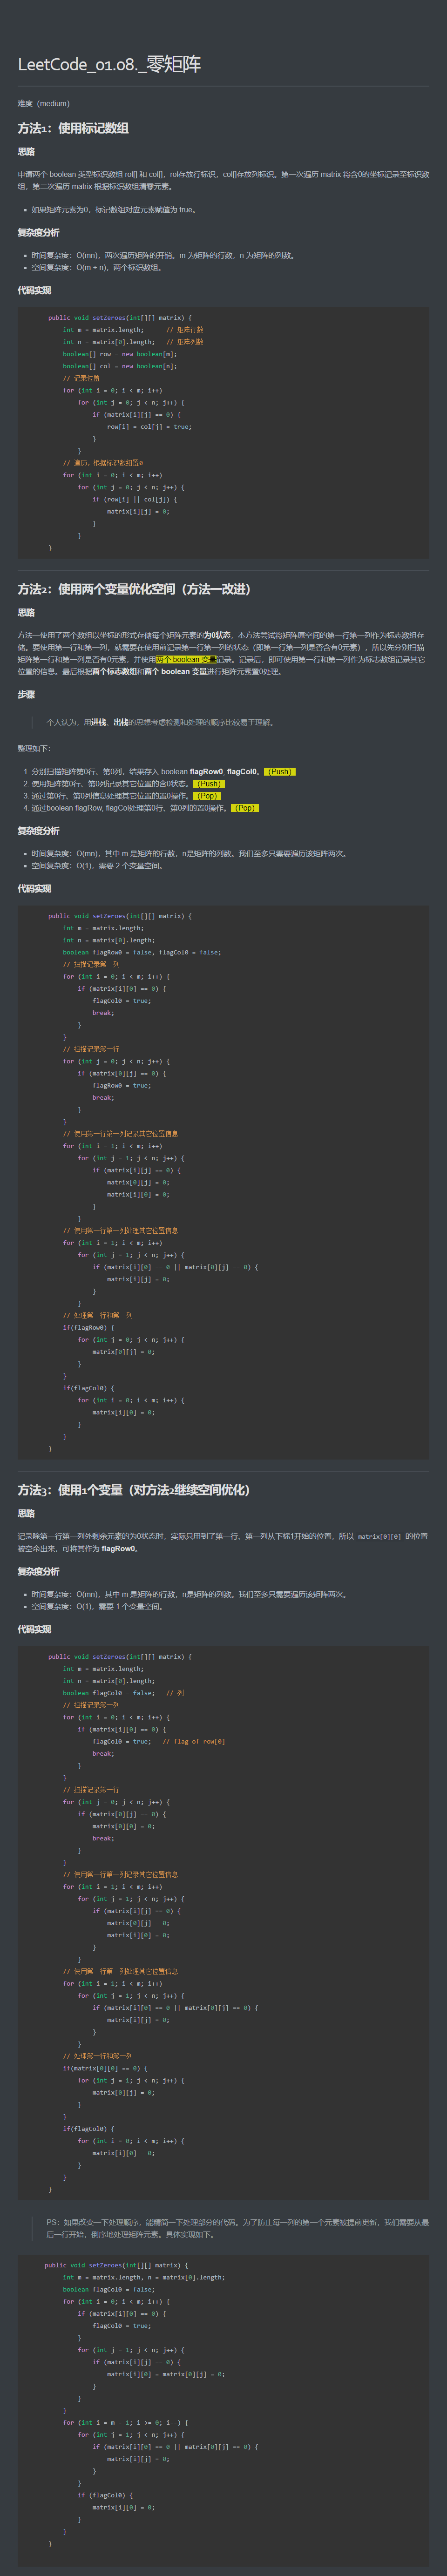 LeetCode_01.08._零矩阵
难度（medium）
方法1：使用标记数组
思路
申请两个 boolean 类型标识数组 rol[] 和 col[]，rol存放行标识，col[]存放列标识。第一次遍历 matrix 将含0的坐标记录至标识数
组，第二次遍历 matrix 根据标识数组清零元素。
如果矩阵元素为0，标记数组对应元素赋值为 true。
复杂度分析
时间复杂度：O(mn)，两次遍历矩阵的开销。m 为矩阵的行数，n 为矩阵的列数。
空间复杂度：O(m + n)，两个标识数组。
代码实现
public void setZeroes(int[][] matrix) {
int m = matrix.length; // 矩阵行数
int n = matrix[0].length; // 矩阵列数
boolean[] row = new boolean[m];
boolean[] col = new boolean[n];
// 记录位置
for (int i = 0; i < m; i++)
for (int j = 0; j < n; j++) {
if (matrix[i][j] == 0) {
row[i] = col[j] = true;
}
}
// 遍历，根据标识数组置0
for (int i = 0; i < m; i++)
for (int j = 0; j < n; j++) {
if (row[i] || col[j]) {
matrix[i][j] = 0;
}
}
}
方法2：使用两个变量优化空间（方法一改进）
思路
方法一使用了两个数组以坐标的形式存储每个矩阵元素的为0状态，本方法尝试将矩阵原空间的第一行第一列作为标志数组存
储。要使用第一行和第一列，就需要在使用前记录第一行第一列的状态（即第一行第一列是否含有0元素），所以先分别扫描
矩阵第一行和第一列是否有0元素，并使用两个 boolean 变量记录。记录后，即可使用第一行和第一列作为标志数组记录其它
位置的信息。最后根据两个标志数组和两个 boolean 变量进行矩阵元素置0处理。
步骤
个人认为，用进栈、出栈的思想考虑检测和处理的顺序比较易于理解。
整理如下：
1. 分别扫描矩阵第0行、第0列，结果存入 boolean flagRow0, flagCol0。（Push）
2. 使用矩阵第0行、第0列记录其它位置的含0状态。（Push）
3. 通过第0行、第0列信息处理其它位置的置0操作。（Pop）
4. 通过boolean flagRow, flagCol处理第0行、第0列的置0操作。（Pop）
复杂度分析
时间复杂度：O(mn)，其中 m 是矩阵的行数，n是矩阵的列数。我们至多只需要遍历该矩阵两次。
空间复杂度：O(1)，需要 2 个变量空间。
代码实现
public void setZeroes(int[][] matrix) {
int m = matrix.length;
int n = matrix[0].length;
boolean flagRow0 = false, flagCol0 = false;
// 扫描记录第一列
for (int i = 0; i < m; i++) {
if (matrix[i][0] == 0) {
flagCol0 = true;
break;
}
}
// 扫描记录第一行
for (int j = 0; j < n; j++) {
if (matrix[0][j] == 0) {
flagRow0 = true;
break;
}
}
// 使用第一行第一列记录其它位置信息
for (int i = 1; i < m; i++)
for (int j = 1; j < n; j++) {
if (matrix[i][j] == 0) {
matrix[0][j] = 0;
matrix[i][0] = 0;
}
}
// 使用第一行第一列处理其它位置信息
for (int i = 1; i < m; i++)
for (int j = 1; j < n; j++) {
if (matrix[i][0] == 0 || matrix[0][j] == 0) {
matrix[i][j] = 0;
}
}
// 处理第一行和第一列
if(flagRow0) {
for (int j = 0; j < n; j++) {
matrix[0][j] = 0;
}
}
if(flagCol0) {
for (int i = 0; i < m; i++) {
matrix[i][0] = 0;
}
}
}
方法3：使用1个变量（对方法2继续空间优化）
思路
记录除第一行第一列外剩余元素的为0状态时，实际只用到了第一行、第一列从下标1开始的位置，所以 matrix[0][0] 的位置
被空余出来，可将其作为 flagRow0。
复杂度分析
时间复杂度：O(mn)，其中 m 是矩阵的行数，n是矩阵的列数。我们至多只需要遍历该矩阵两次。
空间复杂度：O(1)，需要 1 个变量空间。
代码实现
public void setZeroes(int[][] matrix) {
int m = matrix.length;
int n = matrix[0].length;
boolean flagCol0 = false; // 列
// 扫描记录第一列
for (int i = 0; i < m; i++) {
if (matrix[i][0] == 0) {
flagCol0 = true; // flag of row[0]
break;
}
}
// 扫描记录第一行
for (int j = 0; j < n; j++) {
if (matrix[0][j] == 0) {
matrix[0][0] = 0;
break;
}
}
// 使用第一行第一列记录其它位置信息
for (int i = 1; i < m; i++)
for (int j = 1; j < n; j++) {
if (matrix[i][j] == 0) {
matrix[0][j] = 0;
matrix[i][0] = 0;
}
}
// 使用第一行第一列处理其它位置信息
for (int i = 1; i < m; i++)
for (int j = 1; j < n; j++) {
if (matrix[i][0] == 0 || matrix[0][j] == 0) {
matrix[i][j] = 0;
}
}
// 处理第一行和第一列
if(matrix[0][0] == 0) {
for (int j = 1; j < n; j++) {
matrix[0][j] = 0;
}
}
if(flagCol0) {
for (int i = 0; i < m; i++) {
matrix[i][0] = 0;
}
}
}
PS：如果改变一下处理顺序，能精简一下处理部分的代码。为了防止每一列的第一个元素被提前更新，我们需要从最
后一行开始，倒序地处理矩阵元素。具体实现如下。
public void setZeroes(int[][] matrix) {
int m = matrix.length, n = matrix[0].length;
boolean flagCol0 = false;
for (int i = 0; i < m; i++) {
if (matrix[i][0] == 0) {
flagCol0 = true;
}
for (int j = 1; j < n; j++) {
if (matrix[i][j] == 0) {
matrix[i][0] = matrix[0][j] = 0;
}
}
}
for (int i = m - 1; i >= 0; i--) {
for (int j = 1; j < n; j++) {
if (matrix[i][0] == 0 || matrix[0][j] == 0) {
matrix[i][j] = 0;
}
}
if (flagCol0) {
matrix[i][0] = 0;
}
}
}